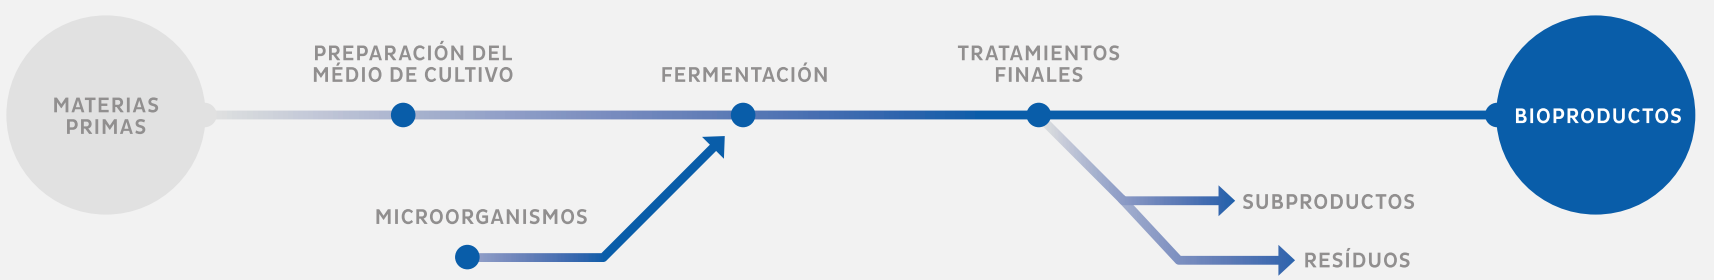 MATERIAS
PRIMAS
PREPARACIÓN DEL
MÉDIO DE CULTIVO
FERMENTACIÓN
TRATAMIENTOS
FINALES
BIOPRODUCTOS
MICROORGANISMOS
SUBPRODUCTOS
RESÍDUOS